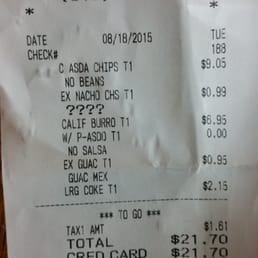 * *
DATE 08/18/2015 TUE
CHECK# 188
C ASDA CHIPS T1 $9.05
NO BEANS
EX NACHO CHS T1 $0.99
????
CALIF BURRO T1 $6.95
W/ P-ASDO T1 0.00
NO SALSA
EX GUAC T1 $0.95
GUAC MEX
LRG COKE T1 $2.15
*** TO GO ***
TAX1 AMT $1.61
TOTAL $21.70
CRED CARD $21.70